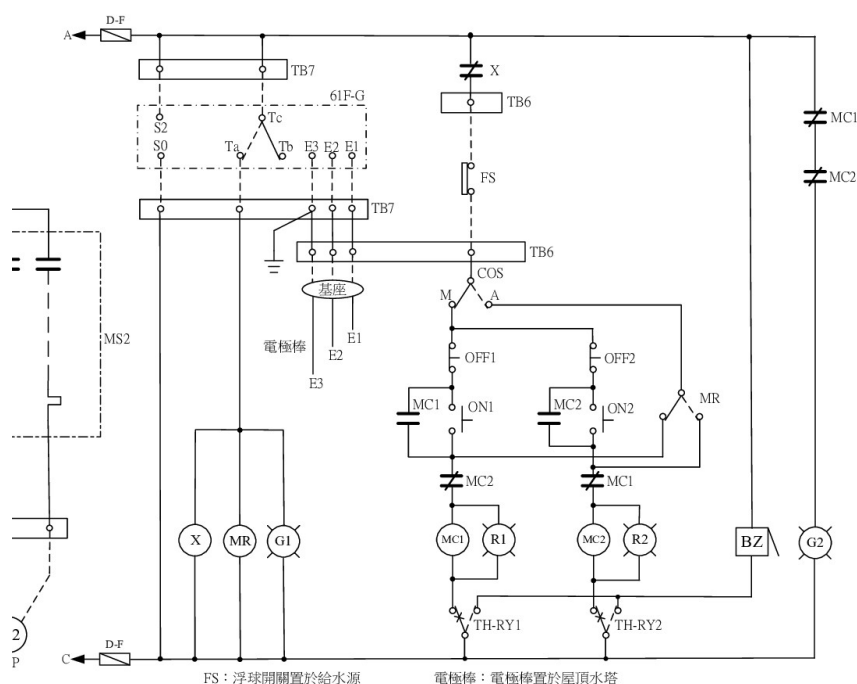 D-F
A
TB7
X
TB6
61F-G
S2
Tc
S0
Ta
Tb
E3
E2
E1
MC1
FS
MC2
TB7
TB6
COS
M
A
基座
MS2
E1
電極棒
E2
E3
OFF1
OFF2
MC1
ON1
MC2
ON2
MR
MC2
MC1
X
MR
G1
MC1
R1
MC2
R2
BZ
G2
TH-RY1
TH-RY2
2
P
D-F
C
FS：浮球開關置於給水源
電極棒：電極棒置於屋頂水塔